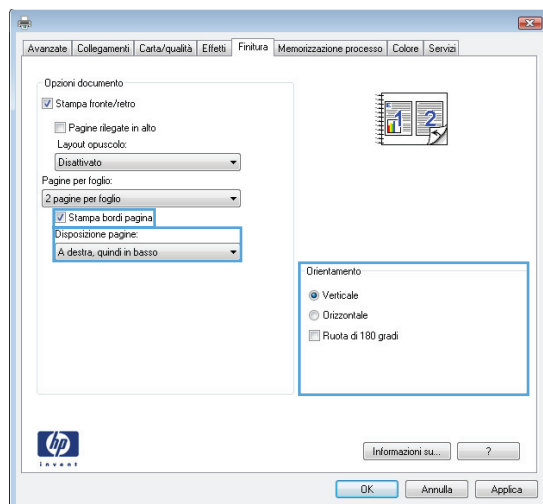 Avanzate Collegamenti Carta/qualità Effetti Finitura Memorizzazione processo Colore Servizi
Opzioni documento
Stampa fronte/retro
Pagine rilegate in alto
Layout opuscolo:
Disattivato
Pagine per foglio:
2 pagine per foglio
Stampa bordi pagina
Disposizione pagine:
A destra, quindi in basso
1 2
Orientamento
Verticale
Orizzontale
Ruota di 180 gradi
hp
invent
Informazioni su... ?
OK Annulla Applica